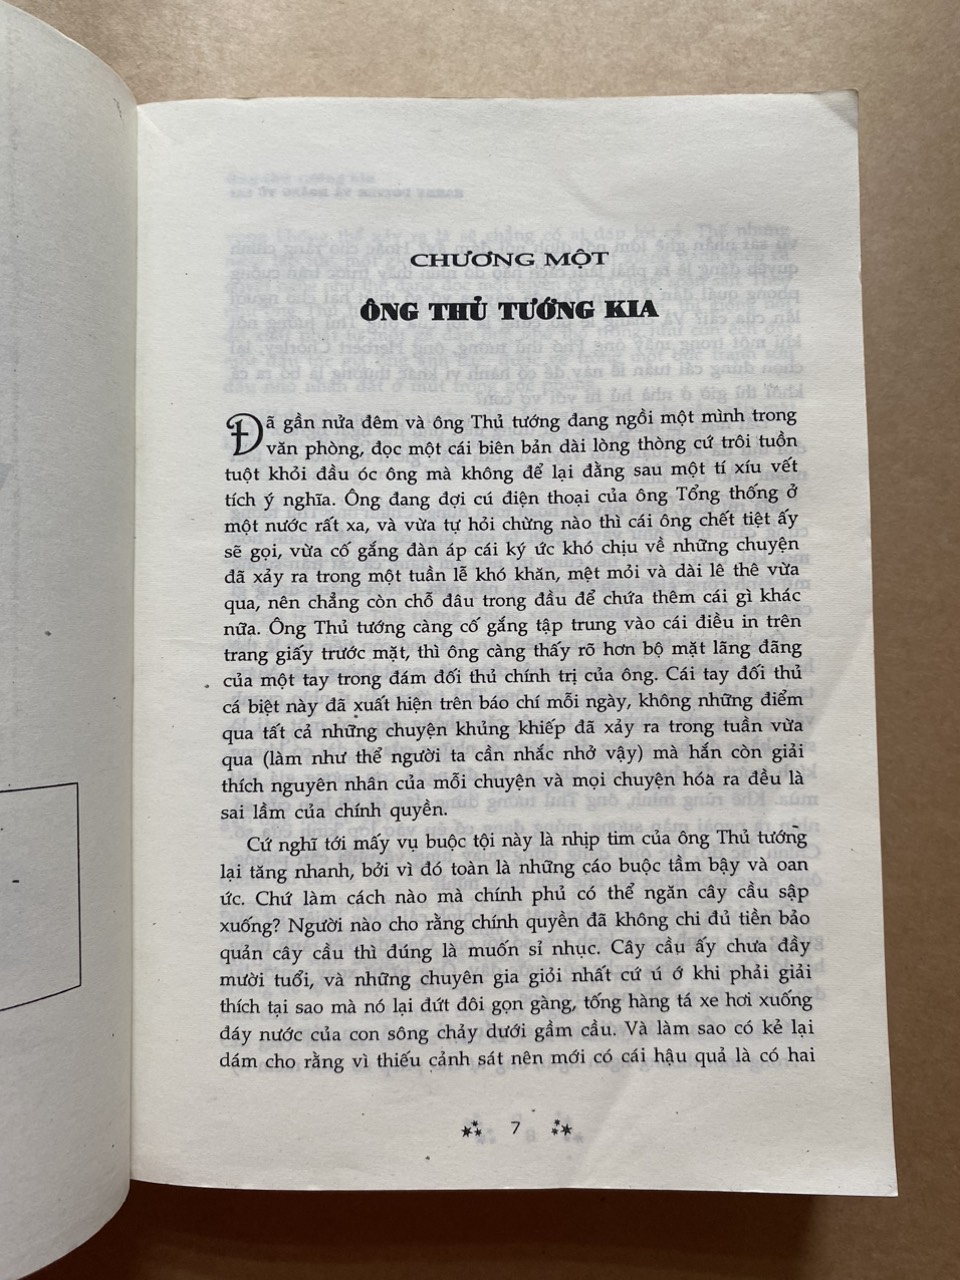 CHƯƠNG MỘT
ÔNG THỦ TƯỚNG KIA
Đã gần nửa đêm và ông Thủ tướng đang ngồi một mình trong
văn phòng, đọc một cái biên bản dài lòng thòng cứ trôi tuồn
tuột khỏi đầu óc ông mà không để lại đằng sau một tí xíu vết
tích ý nghĩa. Ông đang đợi cú điện thoại của ông Tổng thống ở
một nước rất xa, và vừa tự hỏi chừng nào thì cái ông chết tiệt ấy
sẽ gọi, vừa cố gắng đàn áp cái ký ức khó chịu về những chuyện
đã xảy ra trong một tuần lễ khó khăn, mệt mỏi và dài lê thê vừa
qua, nên chẳng còn chỗ đâu trong đầu để chứa thêm cái gì khác
nữa. Ông Thủ tướng càng cố gắng tập trung vào cái điều in trên
trang giấy trước mặt, thì ông càng thấy rõ hơn bộ mặt lãng đãng
của một tay trong đám đối thủ chính trị của ông. Cái tay đối thủ
cá biệt này đã xuất hiện trên báo chí mỗi ngày, không những điểm
qua tất cả những chuyện khủng khiếp đã xảy ra trong tuần vừa
qua (làm như thể người ta cần nhắc nhở vậy) mà hắn còn giải
thích nguyên nhân của mỗi chuyện và mọi chuyện hóa ra đều là
sai lầm của chính quyền.
Cứ nghĩ tới mấy vụ buộc tội này là nhịp tim của ông Thủ tướng
lại tăng nhanh, bởi vì đó toàn là những cáo buộc tầm bậy và oan
ức. Chứ làm cách nào mà chính phủ có thể ngăn cây cầu sập
xuống? Người nào cho rằng chính quyền đã không chi đủ tiền bảo
quản cây cầu thì đúng là muốn sỉ nhục. Cây cầu ấy chưa đầy
mười tuổi, và những chuyên gia giỏi nhất cứ ú ớ khi phải giải
thích tại sao mà nó lại đứt đôi gọn gàng, tống hàng tá xe hơi xuống
đáy nước của con sông chảy dưới gầm cầu. Và làm sao có kẻ lại
dám cho rằng vì thiếu cảnh sát nên mới có cái hậu quả là có hai
7